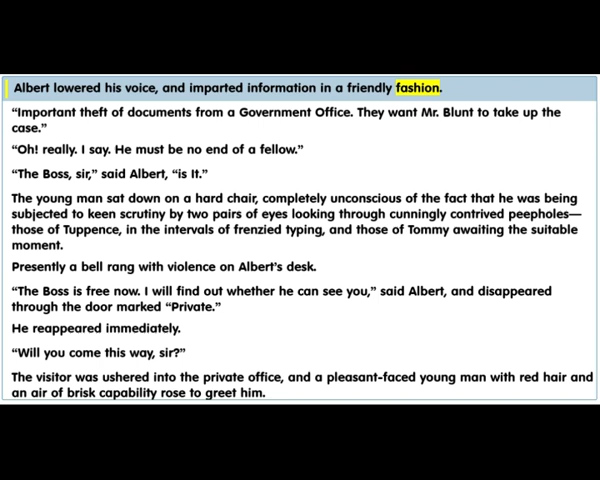 Albert lowered his voice, and imparted information in a friendly fashion.
“Important theft of documents from a Government Office. They want Mr. Blunt to take up the
case.”
“Oh! really. I say. He must be no end of a fellow.”
“The Boss, sir,” said Albert, “is It.”
The young man sat down on a hard chair, completely unconscious of the fact that he was being
subjected to keen scrutiny by two pairs of eyes looking through cunningly contrived peepholes—
those of Tuppence, in the intervals of frenzied typing, and those of Tommy awaiting the suitable
moment.
Presently a bell rang with violence on Albert’s desk.
“The Boss is free now. I will find out whether he can see you,” said Albert, and disappeared
through the door marked “Private.”
He reappeared immediately.
“Will you come this way, sir?”
The visitor was ushered into the private office, and a pleasant-faced young man with red hair and
an air of brisk capability rose to greet him.